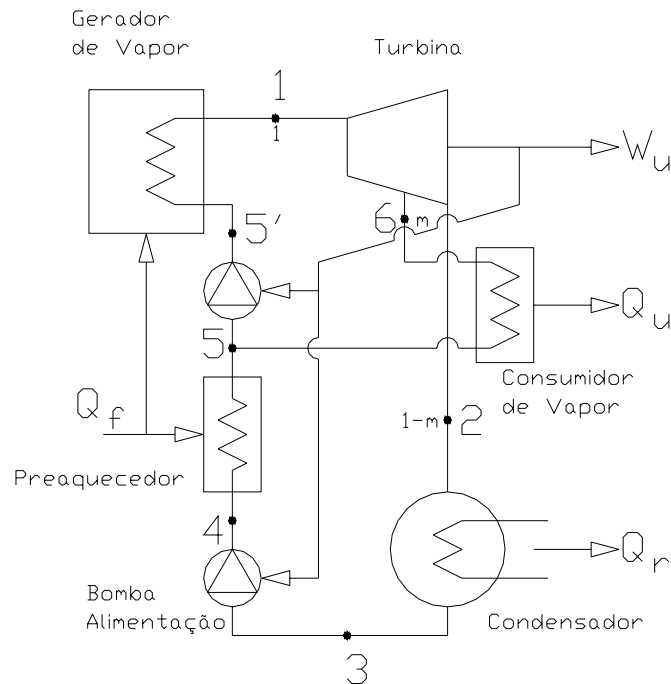 Gerador
de Vapor
Turbina
1
1
W u
6 m
5'
Q u
5
Consumidor
de Vapor
Q f
1-m 2
Preaquecedor
4
Q r
Bomba
Alimentação
Condensador
3